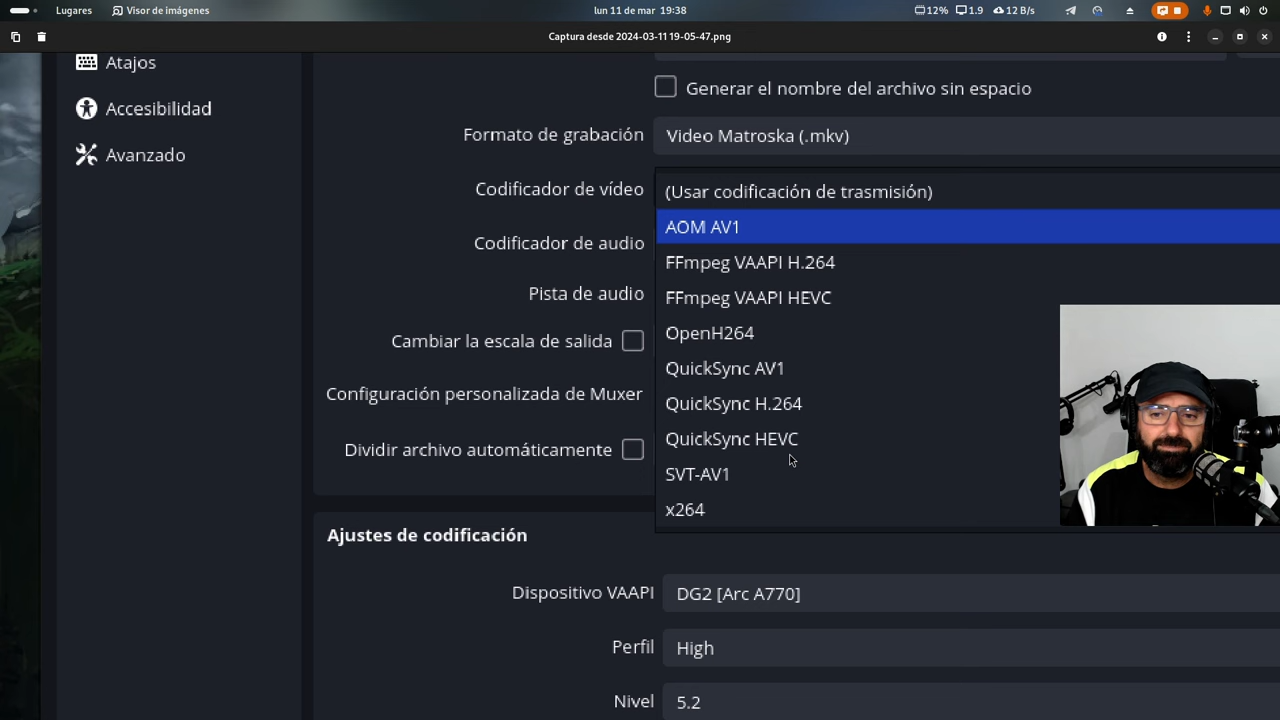 Lugares
Visor de imágenes
lun 11 de mar 19:38
12%
1.9
12 B/s
Captura desde 2024-03-11 19-05-47.png
Atajos
Accesibilidad
Avanzado
Generar el nombre del archivo sin espacio
Formato de grabación
Video Matroska (.mkv)
Codificador de vídeo
(Usar codificación de trasmisión)
AOM AV1
Codificador de audio
FFmpeg VAAPI H.264
Pista de audio
FFmpeg VAAPI HEVC
Cambiar la escala de salida
OpenH264
QuickSync AV1
Configuración personalizada de Muxer
QuickSync H.264
Dividir archivo automáticamente
QuickSync HEVC
SVT-AV1
x264
Ajustes de codificación
Dispositivo VAAPI
DG2 [Arc A770]
Perfil
High
Nivel
5.2